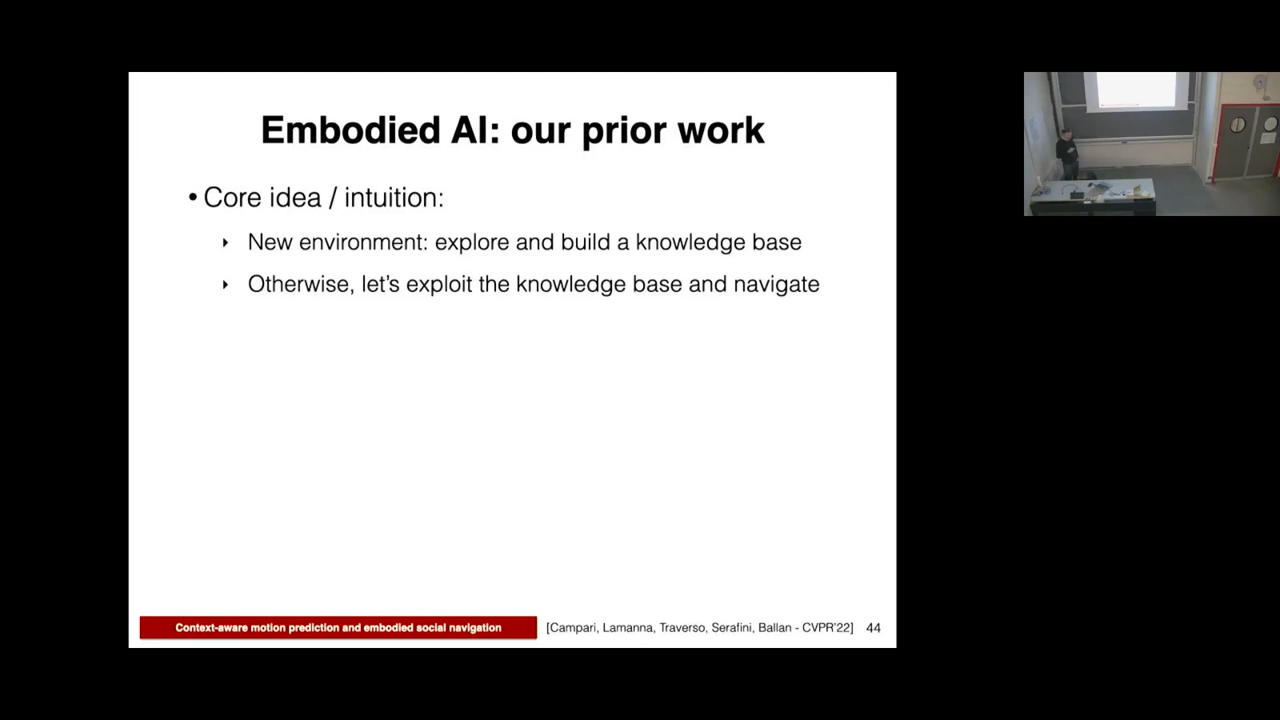 Embodied AI: our prior work
• Core idea / intuition:
‣ New environment: explore and build a knowledge base
‣ Otherwise, let's exploit the knowledge base and navigate
Context-aware motion prediction and embodied social navigation
[Campari, Lamanna, Traverso, Serafini, Ballan - CVPR'22] 44